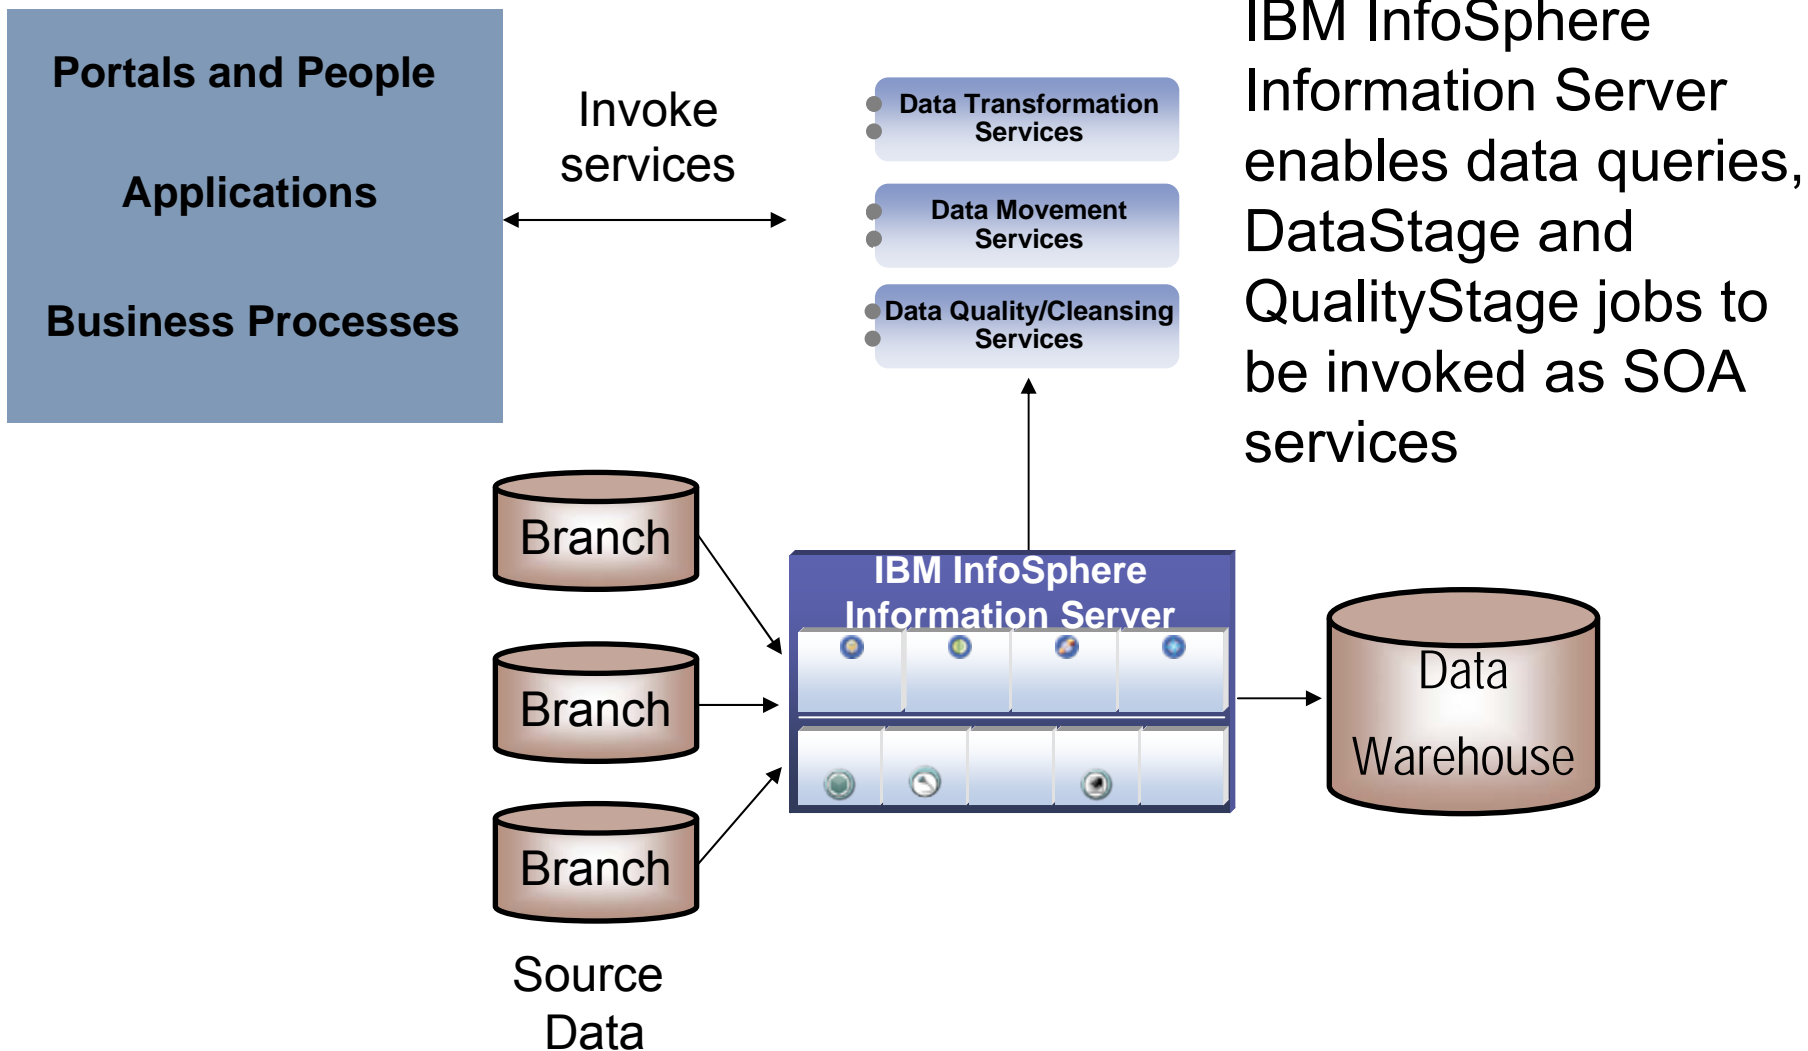 Portals and People
Applications
Business Processes
Invoke
services
Data Transformation
Services
Data Movement
Services
Data Quality/Cleansing
Services
IBM InfoSphere
Information Server
enables data queries,
DataStage and
QualityStage jobs to
be invoked as SOA
services
Branch
Branch
Branch
Source
Data
IBM InfoSphere
Information Server
Data
Warehouse